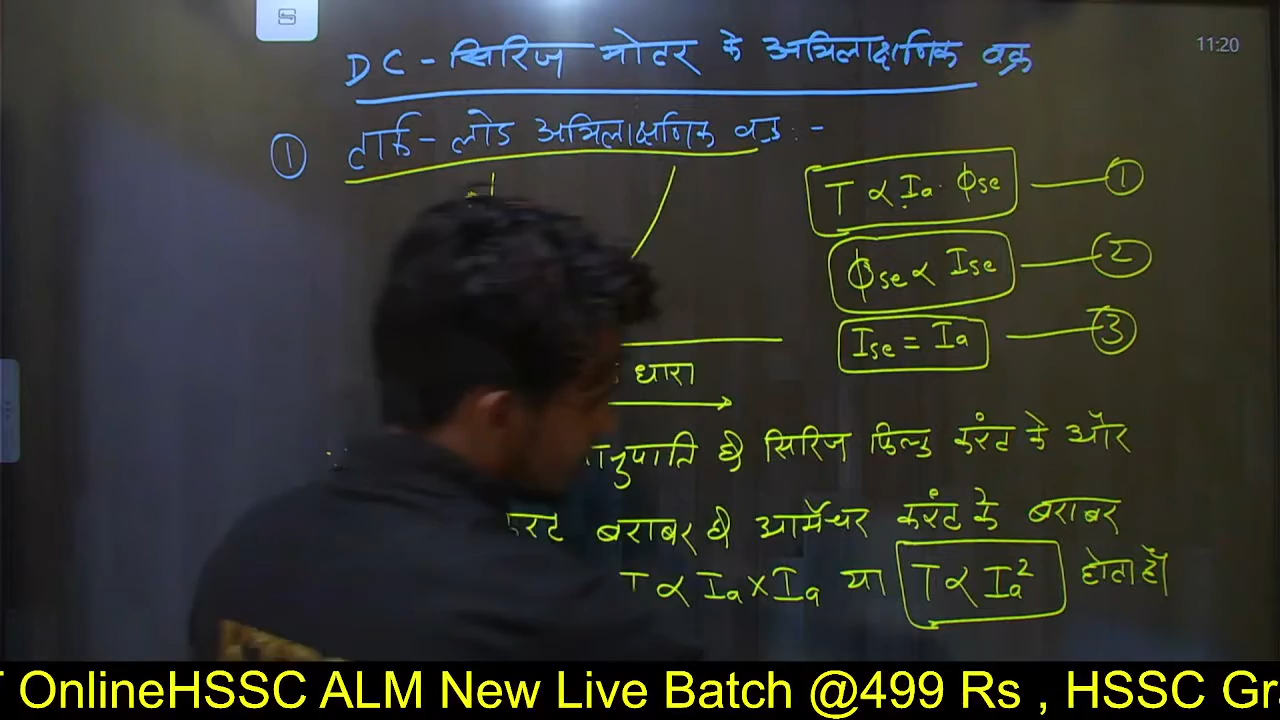 11:20
DC - सिरिज मोटर के अभिलाक्षणिक वक्र
① टार्क - लोड अभिलाक्षणिक वक्र :-
T ∝ Ia · ϕse ①
ϕse ∝ Ise ②
Ise = Ia ③
धारा
नुपाति है सिरिज फिल्ड करंट के और
रंट बराबर है आर्मेचर करंट के बराबर
T ∝ Ia × Ia या T ∝ Ia² होता है
OnlineHSSC ALM New Live Batch @499 Rs , HSSC Gr